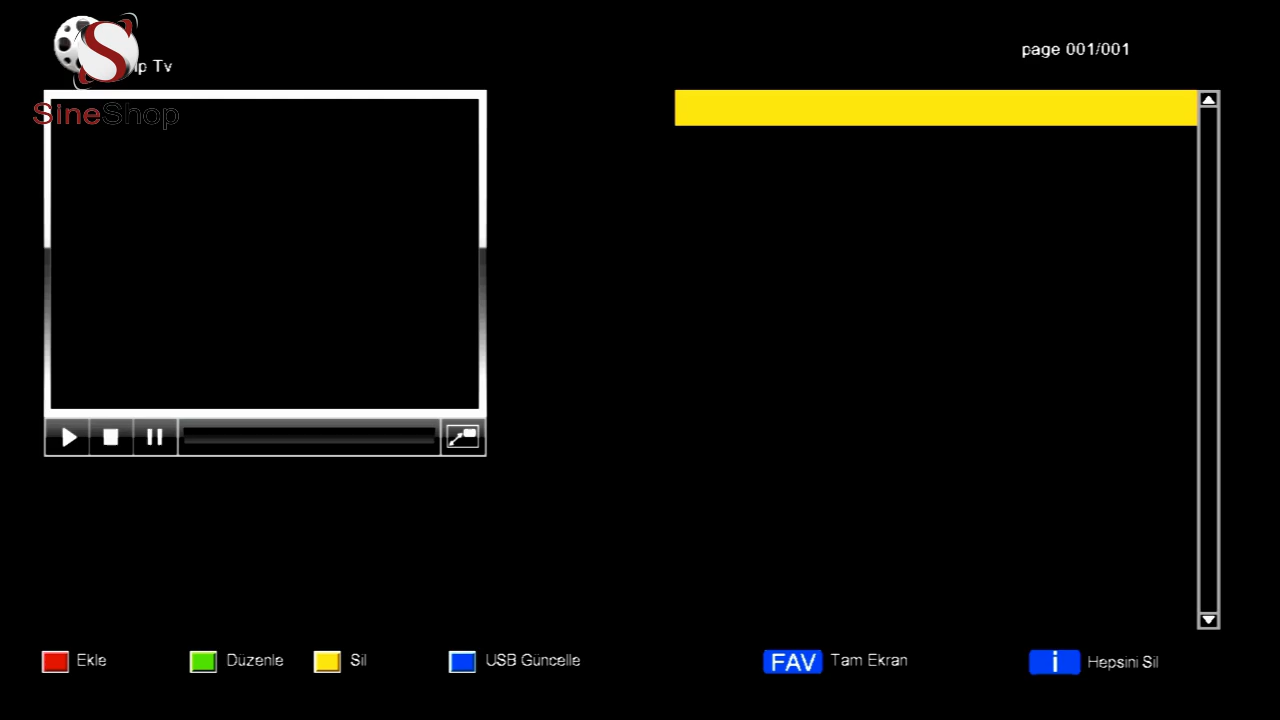 Ip Tv
page 001/001
SineShop
Ekle
Düzenle
Sil
USB Güncelle
FAV Tam Ekran
i Hepsini Sil